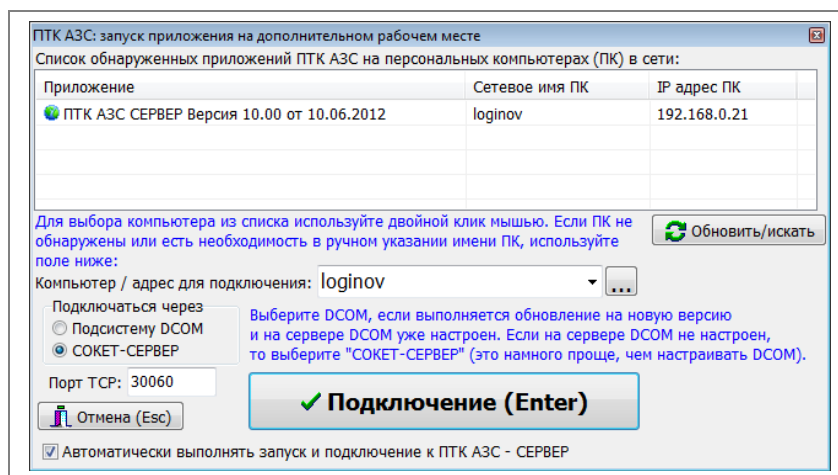 ПТК АЗС: запуск приложения на дополнительном рабочем месте
Список обнаруженных приложений ПТК АЗС на персональных компьютерах (ПК) в сети:
Приложение Сетевое имя ПК IP адрес ПК
ПТК АЗС СЕРВЕР Версия 10.00 от 10.06.2012 loginov 192.168.0.21
Для выбора компьютера из списка используйте двойной клик мышью. Если ПК не
обнаружены или есть необходимость в ручном указании имени ПК, используйте
поле ниже:
Обновить/искать
Компьютер / адрес для подключения: loginov ...
Подключаться через
Подсистему DCOM
СОКЕТ-СЕРВЕР
Выберите DCOM, если выполняется обновление на новую версию
и на сервере DCOM уже настроен. Если на сервере DCOM не настроен,
то выберите "СОКЕТ-СЕРВЕР" (это намного проще, чем настраивать DCOM).
Порт TCP: 30060
Подключение (Enter)
Отмена (Esc)
Автоматически выполнять запуск и подключение к ПТК АЗС - СЕРВЕР